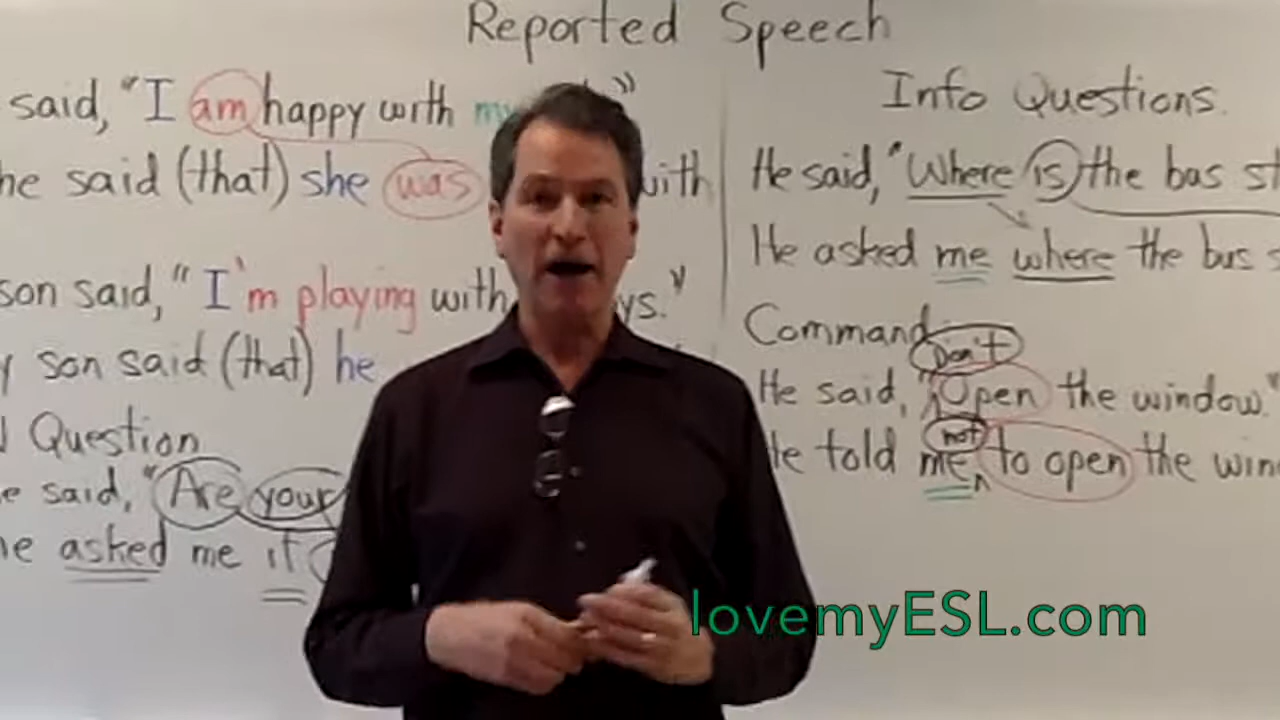 Reported Speech
said, "I am happy with my "
he said (that) she was with
son said, "I'm playing with ys."
y son said (that) he
Question
e said, "Are your
he asked me if
Info Questions.
He said, "Where is the bus st
He asked me where the bus s
Command
Don't
He said, "Open the window."
not
He told me to open the win
lovemyESL.com